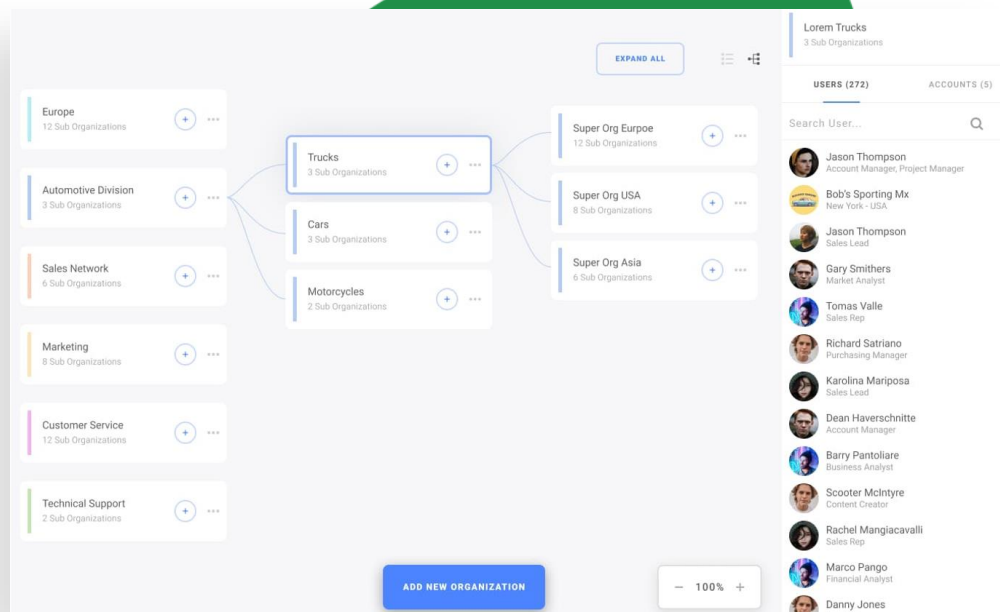 EXPAND ALL
Europe
12 Sub Organizations
Automotive Division
3 Sub Organizations
Sales Network
6 Sub Organizations
Marketing
8 Sub Organizations
Customer Service
12 Sub Organizations
Technical Support
2 Sub Organizations
Trucks
3 Sub Organizations
Cars
3 Sub Organizations
Motorcycles
2 Sub Organizations
Super Org Eurpoe
12 Sub Organizations
Super Org USA
8 Sub Organizations
Super Org Asia
6 Sub Organizations
ADD NEW ORGANIZATION
− 100% +
Lorem Trucks
3 Sub Organizations
USERS (272) ACCOUNTS (5)
Search User...
Jason Thompson
Account Manager, Project Manager
Bob's Sporting Mx
New York - USA
Jason Thompson
Sales Lead
Gary Smithers
Market Analyst
Tomas Valle
Sales Rep
Richard Satriano
Purchasing Manager
Karolina Mariposa
Sales Lead
Dean Haverschnitte
Account Manager
Barry Pantoliare
Business Analyst
Scooter McIntyre
Content Creator
Rachel Mangiacavalli
Sales Rep
Marco Pango
Financial Analyst
Danny Jones